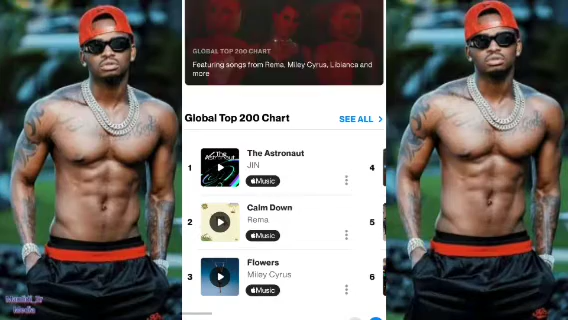 GLOBAL TOP 200 CHART
Featuring songs from Rema, Miley Cyrus, Libianca and
more
Global Top 200 Chart
SEE ALL >
1
The Astronaut
JIN
Music
4
2
Calm Down
Rema
Music
5
3
Flowers
Miley Cyrus
Music
6
Media